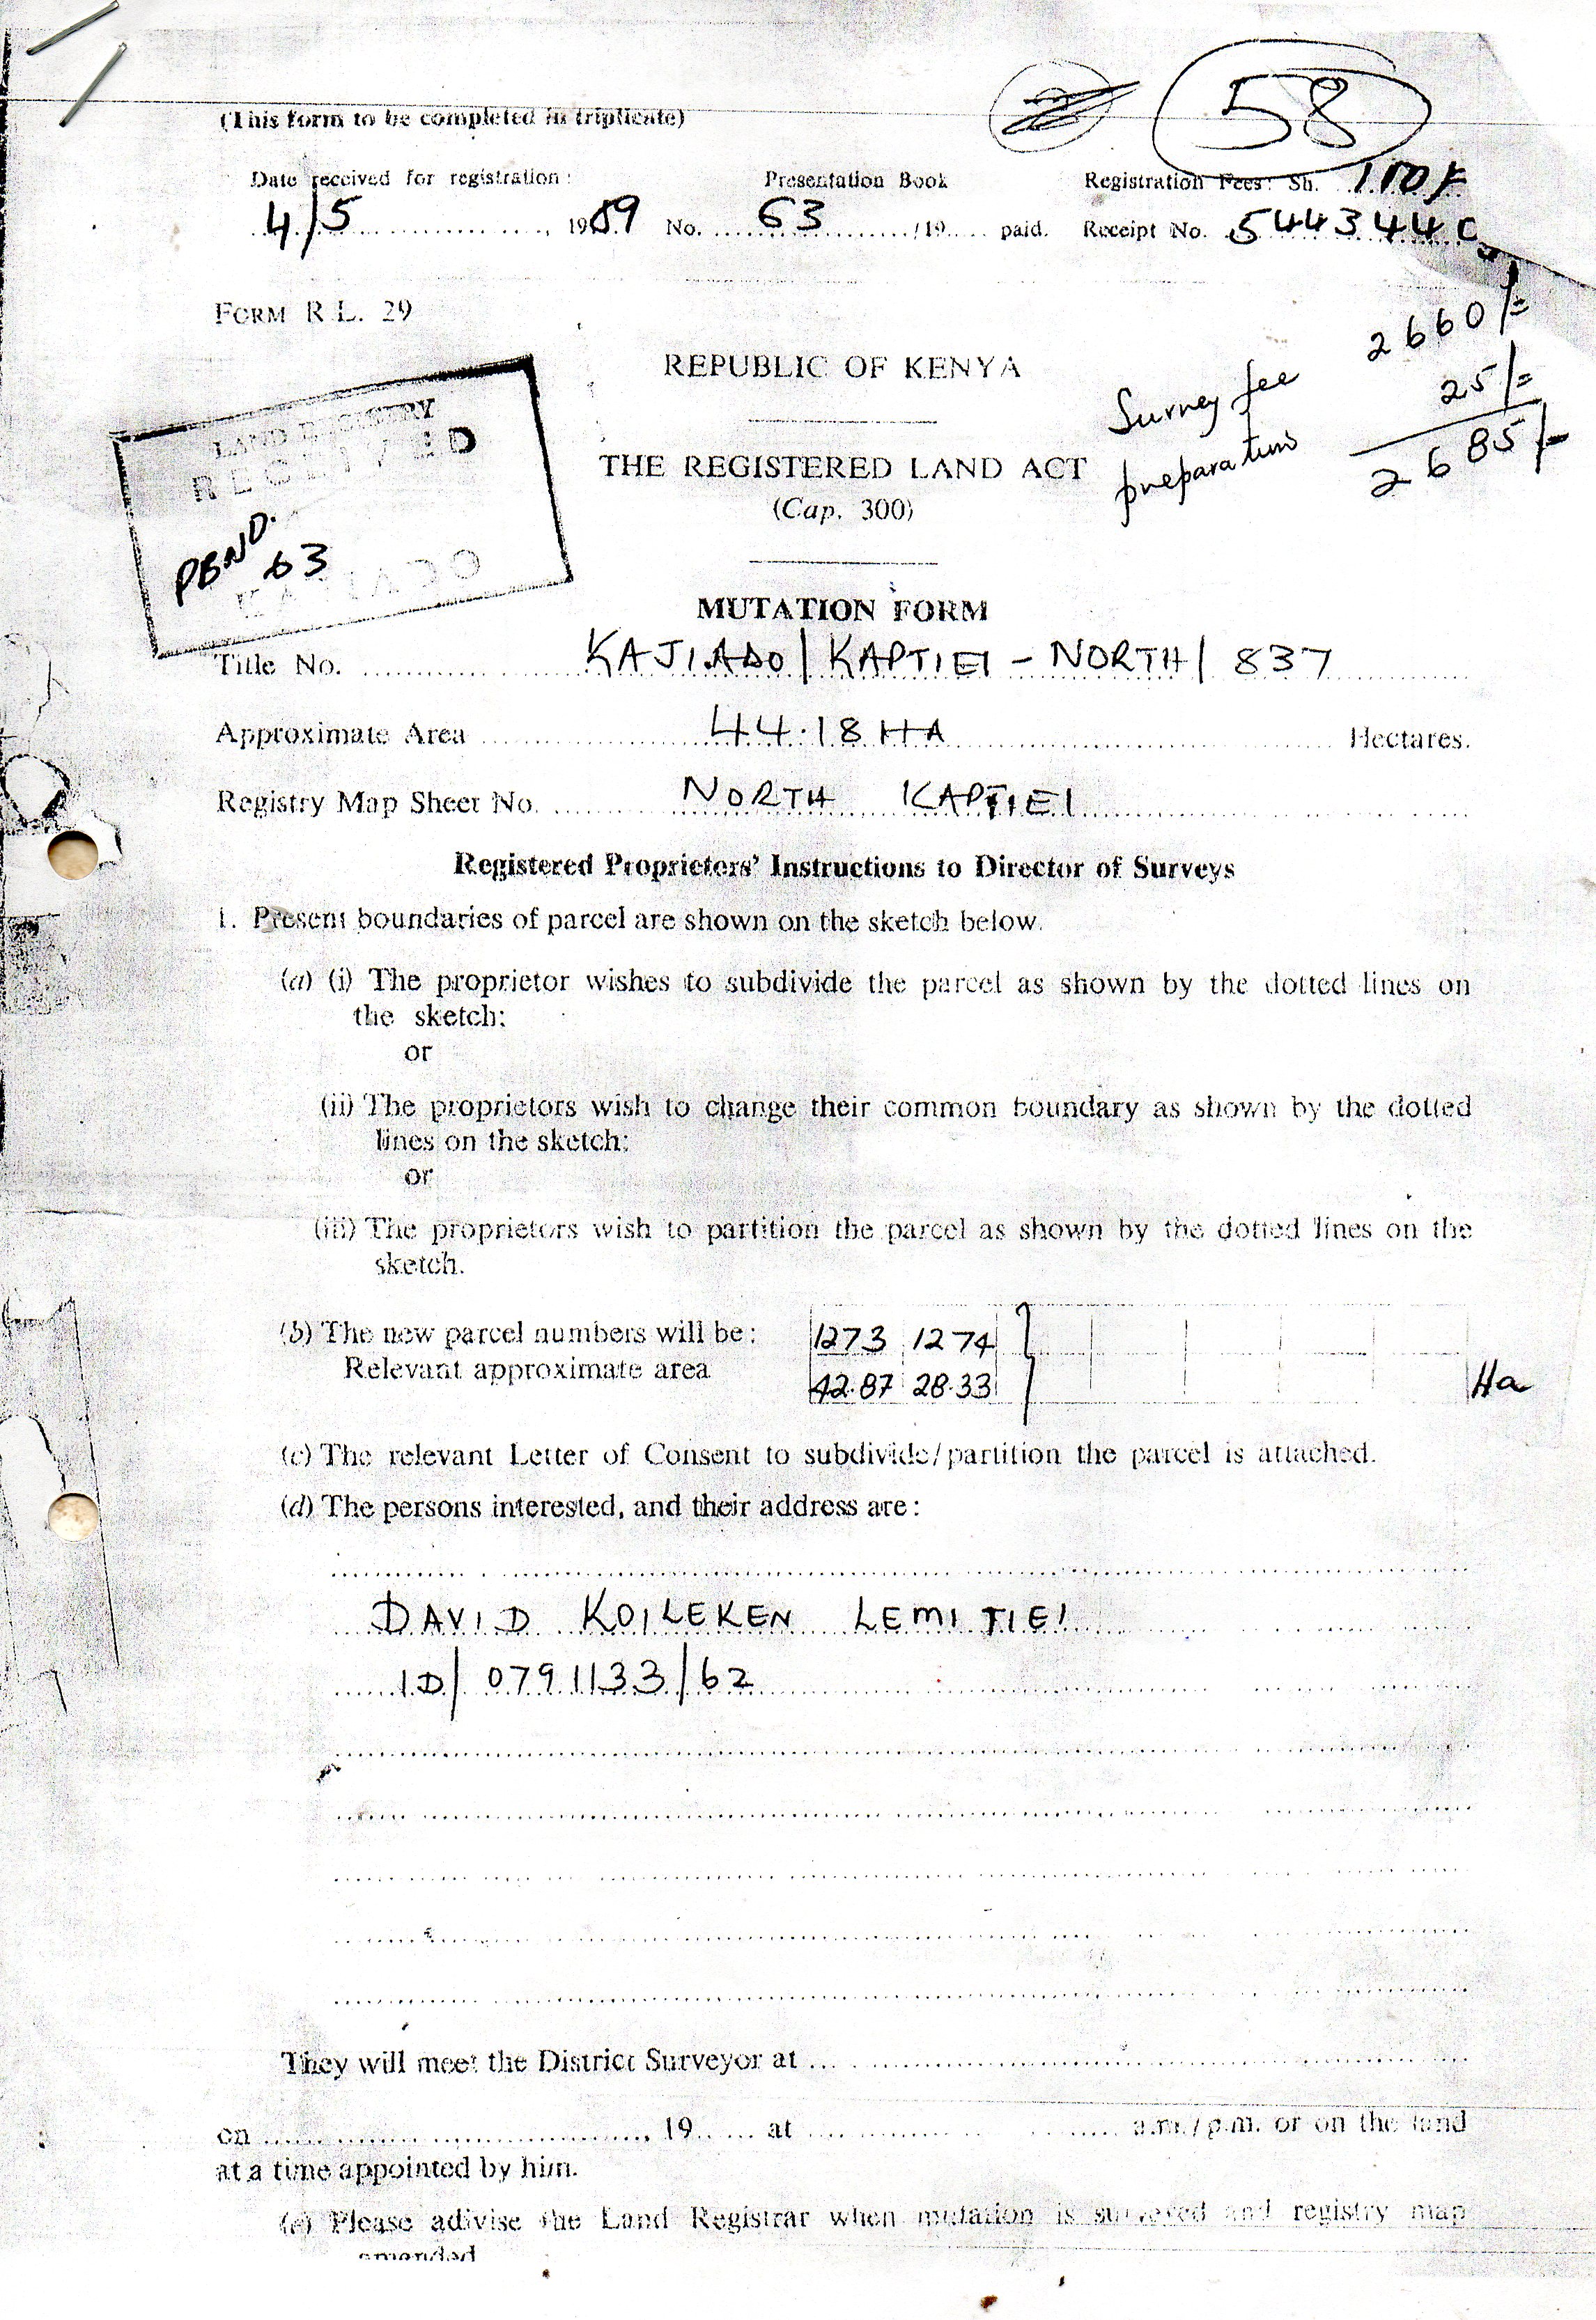 58
(This form to be completed in triplicate)
Date received for registration: Presentation Book Registration Fees: Sh. 110/-
4/5 , 1989 No. 63 /19 paid. Receipt No. 544344
FORM R.L. 29
2660/=
REPUBLIC OF KENYA
Survey fee 25/=
LAND REGISTRY
RECEIVED
THE REGISTERED LAND ACT
preparation 2685/-
(Cap. 300)
PBNO.
63
KAJIADO
MUTATION FORM
Title No. KAJIADO/KAPTIEI-NORTH/837
Approximate Area 44.18 HA Hectares.
Registry Map Sheet No. NORTH KAPTIEI
Registered Proprietors' Instructions to Director of Surveys
1. Present boundaries of parcel are shown on the sketch below.
(a) (i) The proprietor wishes to subdivide the parcel as shown by the dotted lines on
the sketch;
or
(ii) The proprietors wish to change their common boundary as shown by the dotted
lines on the sketch;
or
(iii) The proprietors wish to partition the parcel as shown by the dotted lines on the
sketch.
(b) The new parcel numbers will be: 1273 1274
Relevant approximate area 42.87 28.33 Ha
(c) The relevant Letter of Consent to subdivide/partition the parcel is attached.
(d) The persons interested, and their address are:
DAVID KOILEKEN LEMITIEI
ID/0791133/62
They will meet the District Surveyor at
on , 19 at a.m./p.m. or on the land
at a time appointed by him.
(e) Please adivise the Land Registrar when mutation is surveyed and registry map
amended